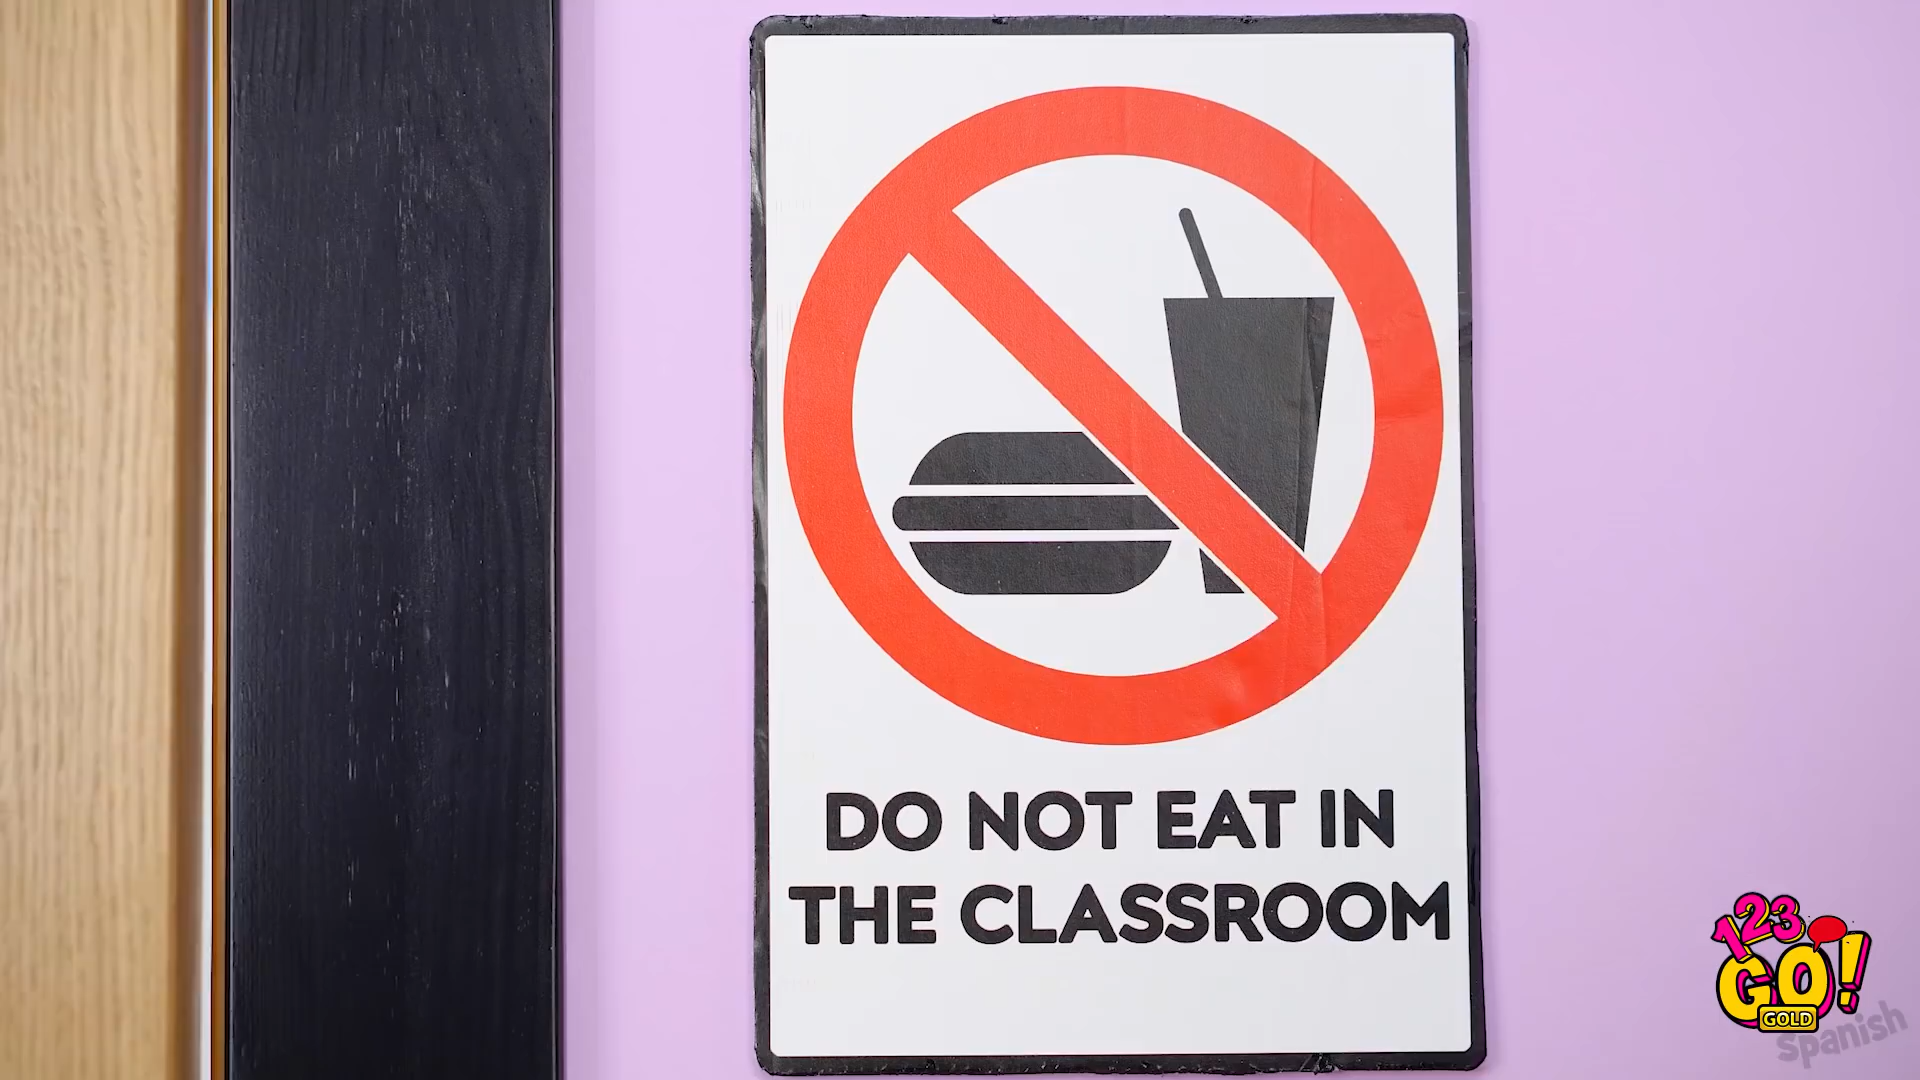 DO NOT EAT IN
THE CLASSROOM
123
GO!
GOLD
Spanish